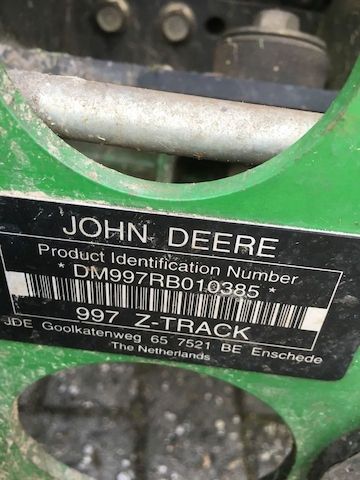 JOHN DEERE
Product Identification Number
* DM997RB010385 *
997 Z-TRACK
JDE Goolkatenweg 65 7521 BE Enschede
The Netherlands